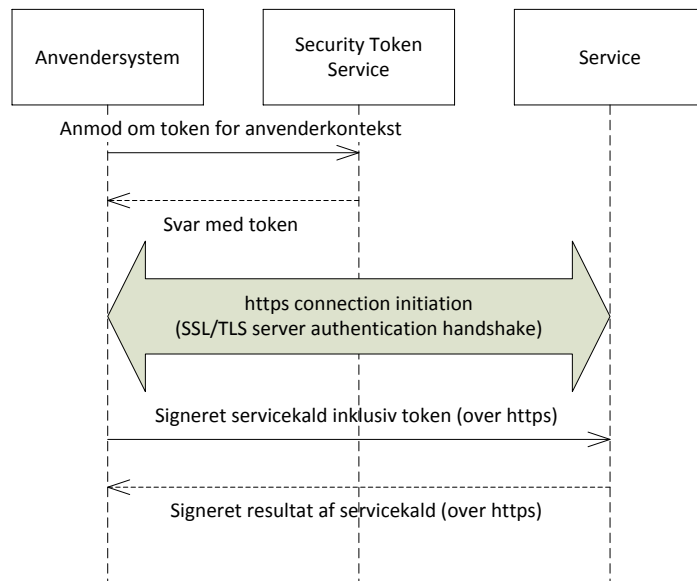 Anvendersystem
Security Token
Service
Service
Anmod om token for anvenderkontekst
Svar med token
https connection initiation
(SSL/TLS server authentication handshake)
Signeret servicekald inklusiv token (over https)
Signeret resultat af servicekald (over https)